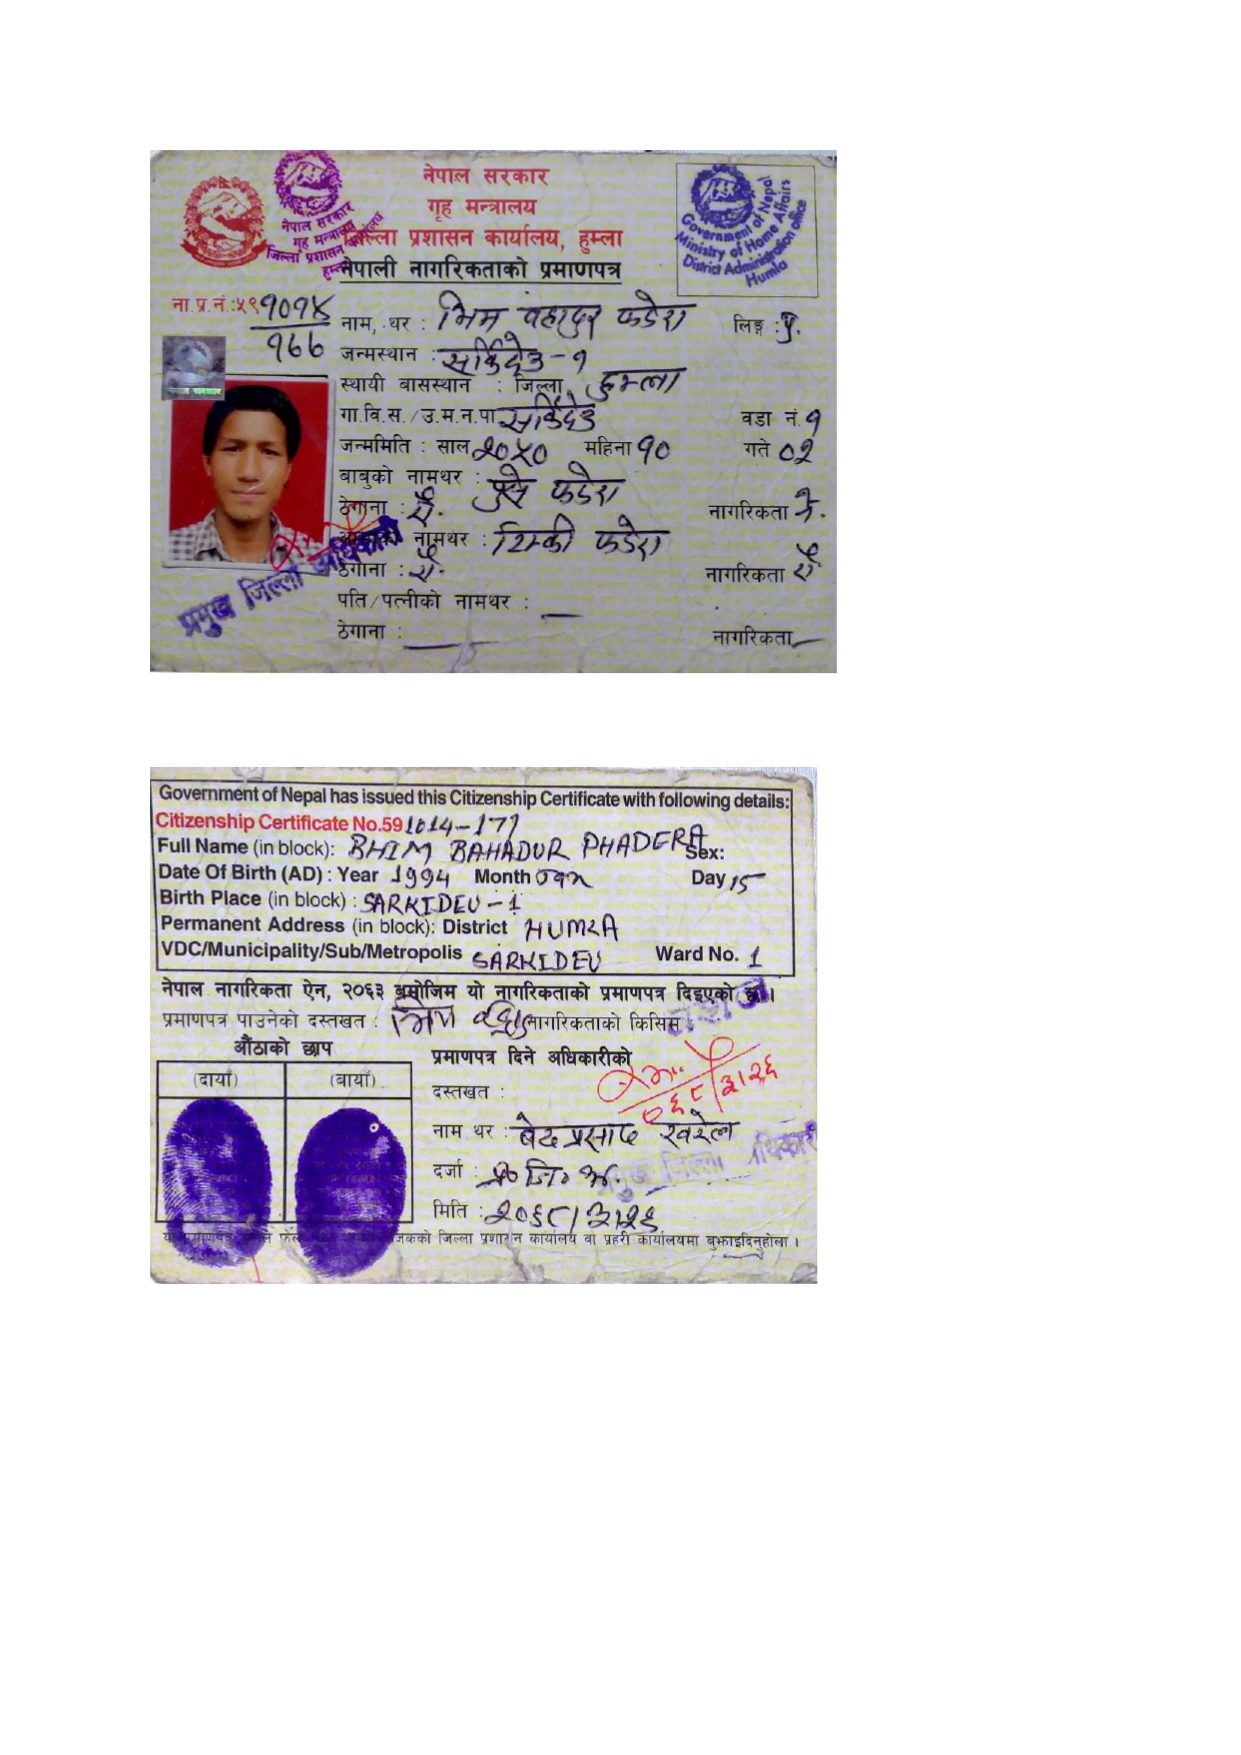 नेपाल सरकार
गृह मन्त्रालय
जिल्ला प्रशासन कार्यालय, हुम्ला
नेपाली नागरिकताको प्रमाणपत्र
नेपाल सरकार
गृह मन्त्रालय
जिल्ला प्रशासन कार्यालय
हुम्ला
Government of Nepal
Ministry of Home Affairs
District Administration office
Humla
ना.प्र.नं.:५९१०१४
१७७
नाम, थर : भिम वहादुर फडेरा लिङ्ग : पु.
जन्मस्थान : सर्किदेउ-१
स्थायी बासस्थान : जिल्ला हुम्ला
गा.वि.स./उ.म.न.पा सर्किदेउ वडा नं. १
जन्ममिति : साल २०५० महिना १० गते ०२
बाबुको नामथर : फडेरा
ठेगाना : ऐ. नागरिकता ने.
आमाको नामथर : फडेरा
ठेगाना : ऐ. नागरिकता ऐ
पति/पत्नीको नामथर : —
ठेगाना : — नागरिकता —
प्रमुख जिल्ला अधिकारी
Government of Nepal has issued this Citizenship Certificate with following details:
Citizenship Certificate No.59 1014-177
Full Name (in block): BHIM BAHADUR PHADERA Sex:
Date Of Birth (AD) : Year 1994 Month Jan Day 15
Birth Place (in block) : SARKIDEU-1
Permanent Address (in block): District HUMLA
VDC/Municipality/Sub/Metropolis SARKIDEU Ward No. 1
नेपाल नागरिकता ऐन, २०६३ बमोजिम यो नागरिकताको प्रमाणपत्र दिइएको छ।
प्रमाणपत्र पाउनेको दस्तखत : भिम नागरिकताको किसिम
औंठाको छाप
(दायाँ) (बायाँ)
प्रमाणपत्र दिने अधिकारीको
दस्तखत :
०६८/३/२६
नाम थर : बेद प्रसाद खरेल
दर्जा : प्र.जि.अ.
प्रमुख जिल्ला अधिकारी
मिति : २०६८/३/२६
जिल्ला प्रशासन कार्यालय वा प्रहरी कार्यालयमा बुझाइदिनुहोला ।